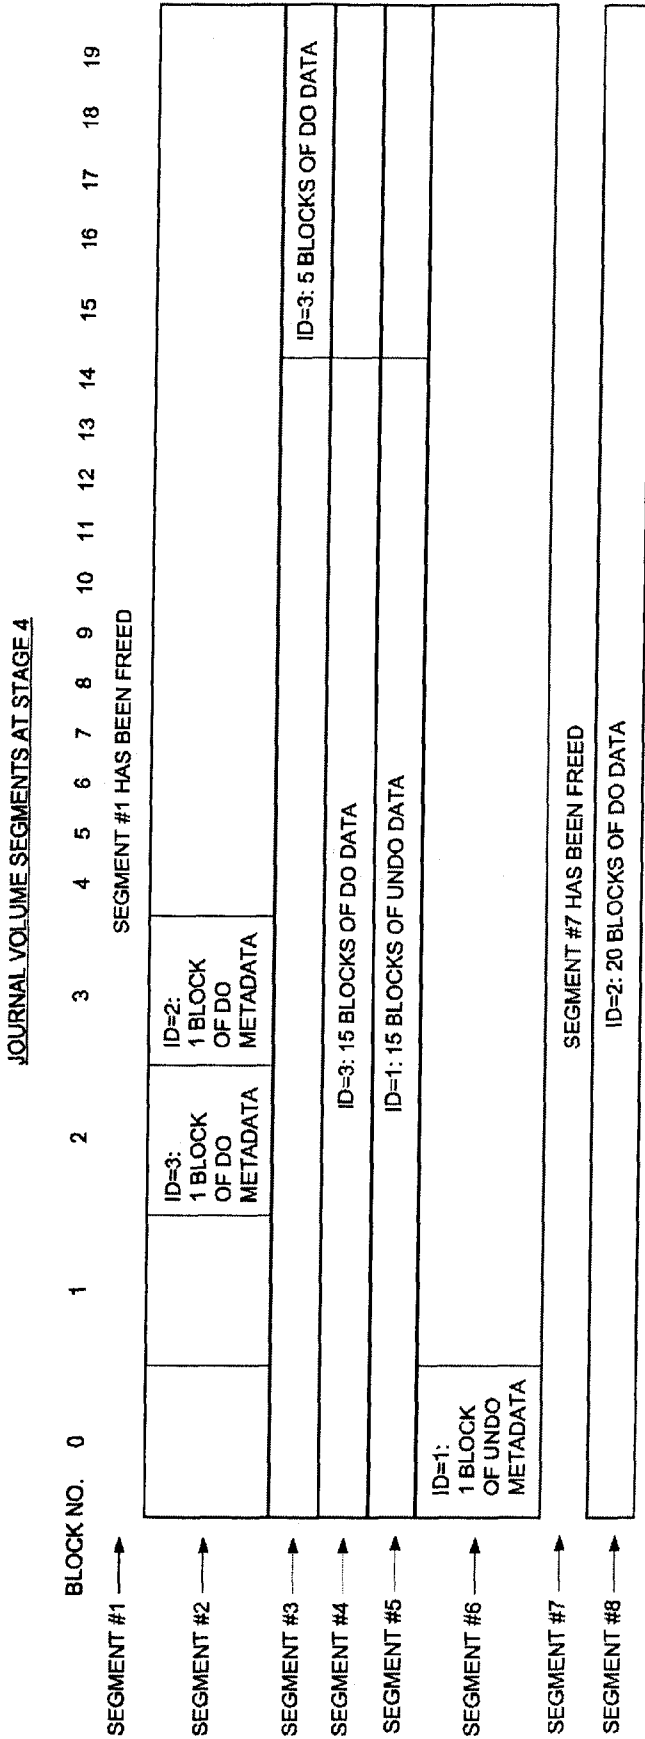 JOURNAL VOLUME SEGMENTS AT STAGE 4
BLOCK NO. 0 1 2 3 4 5 6 7 8 9 10 11 12 13 14 15 16 17 18 19
SEGMENT #1
SEGMENT #1 HAS BEEN FREED
SEGMENT #2
ID=3:
1 BLOCK
OF DO
METADATA
ID=2:
1 BLOCK
OF DO
METADATA
SEGMENT #3
ID=3: 5 BLOCKS OF DO DATA
SEGMENT #4
ID=3: 15 BLOCKS OF DO DATA
SEGMENT #5
ID=1: 15 BLOCKS OF UNDO DATA
SEGMENT #6
ID=1:
1 BLOCK
OF UNDO
METADATA
SEGMENT #7
SEGMENT #7 HAS BEEN FREED
SEGMENT #8
ID=2: 20 BLOCKS OF DO DATA